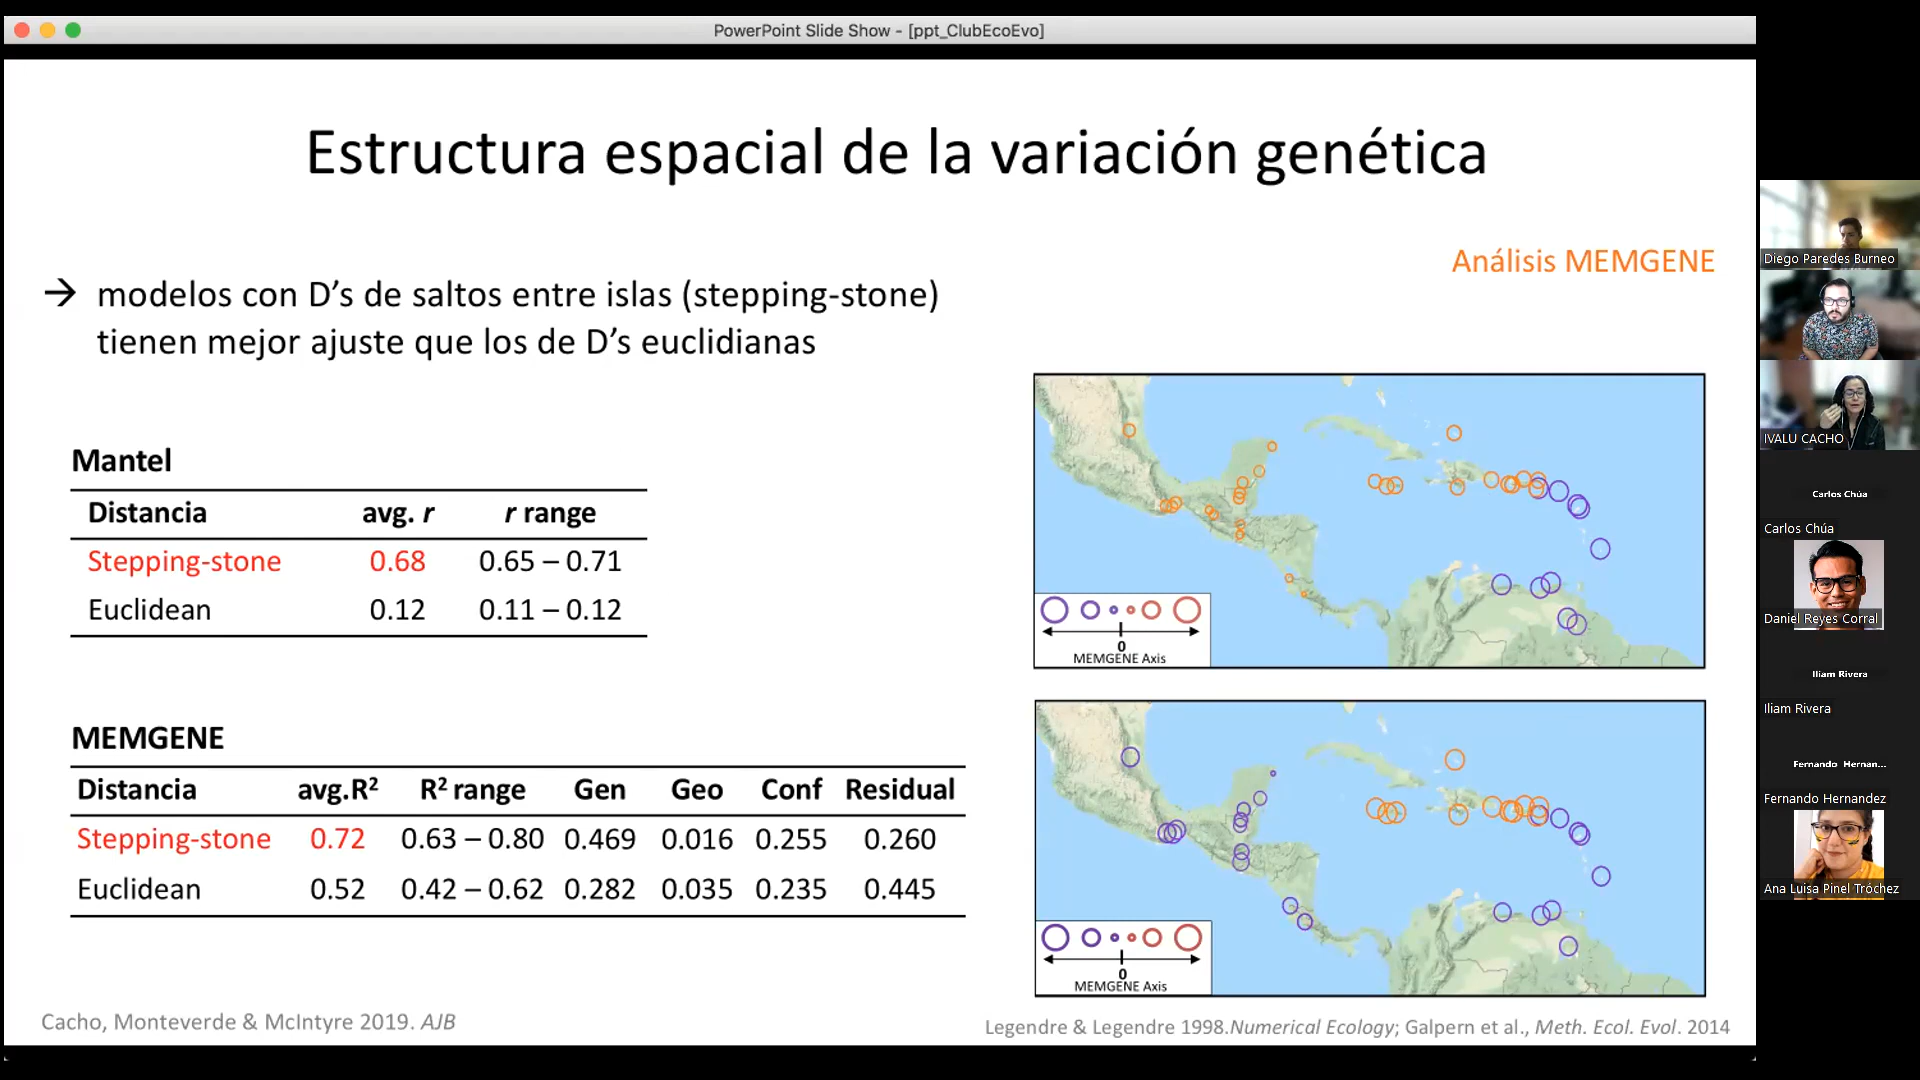 PowerPoint Slide Show - [ppt_ClubEcoEvo]
Estructura espacial de la variación genética
Análisis MEMGENE
→ modelos con D’s de saltos entre islas (stepping-stone)
tienen mejor ajuste que los de D’s euclidianas
Mantel
Distancia avg. r r range
Stepping-stone 0.68 0.65 – 0.71
Euclidean 0.12 0.11 – 0.12
MEMGENE
Distancia avg.R² R² range Gen Geo Conf Residual
Stepping-stone 0.72 0.63 – 0.80 0.469 0.016 0.255 0.260
Euclidean 0.52 0.42 – 0.62 0.282 0.035 0.235 0.445
0
MEMGENE Axis
0
MEMGENE Axis
Cacho, Monteverde & McIntyre 2019. AJB
Legendre & Legendre 1998.Numerical Ecology; Galpern et al., Meth. Ecol. Evol. 2014
Diego Paredes Burneo
IVALU CACHO
Carlos Chúa
Carlos Chúa
Daniel Reyes Corral
Iliam Rivera
Iliam Rivera
Fernando Hernan...
Fernando Hernandez
Ana Luisa Pinel Tróchez